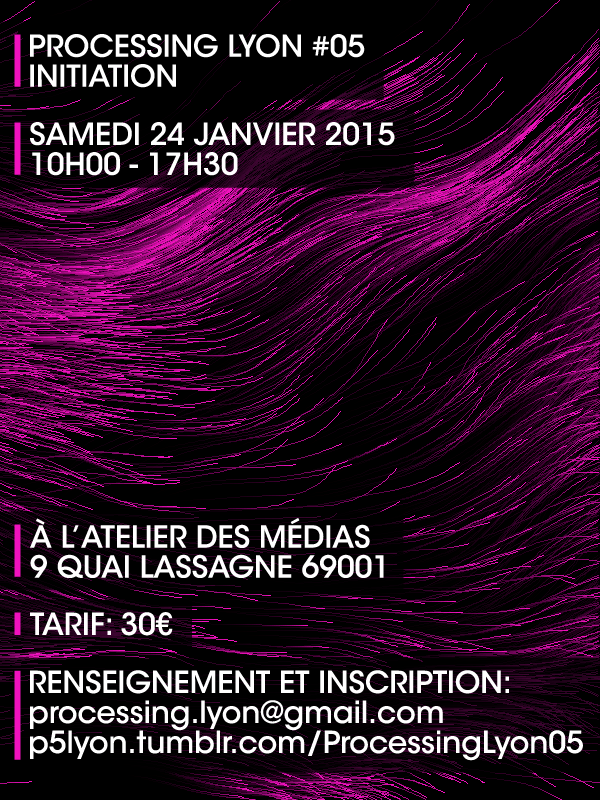 PROCESSING LYON #05
INITIATION
SAMEDI 24 JANVIER 2015
10H00 - 17H30
À L'ATELIER DES MÉDIAS
9 QUAI LASSAGNE 69001
TARIF: 30€
RENSEIGNEMENT ET INSCRIPTION:
processing.lyon@gmail.com
p5lyon.tumblr.com/ProcessingLyon05